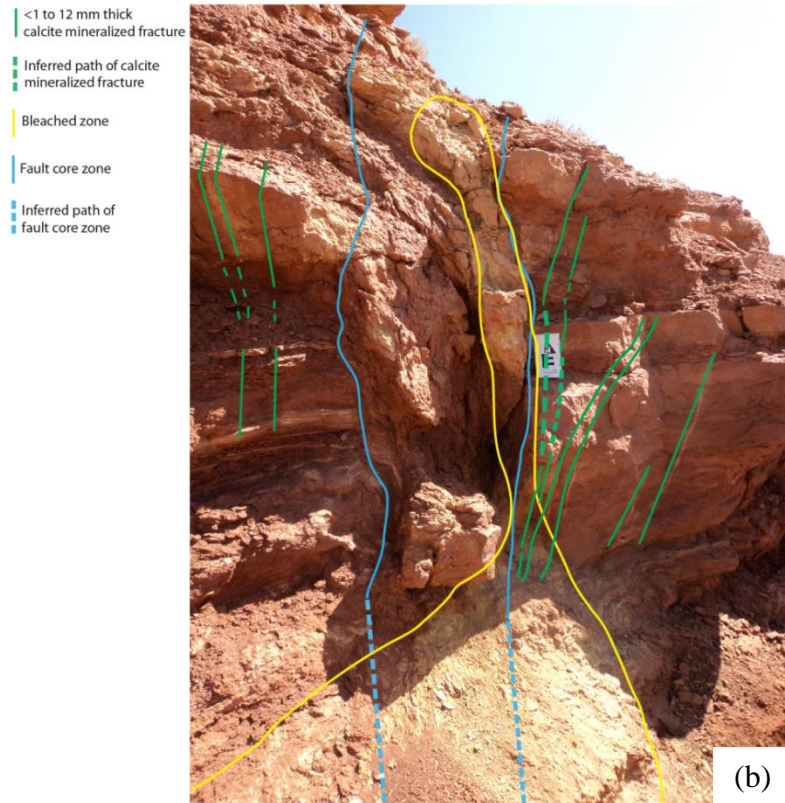 <1 to 12 mm thick
calcite mineralized fracture
Inferred path of calcite
mineralized fracture
Bleached zone
Fault core zone
Inferred path of
fault core zone
(b)